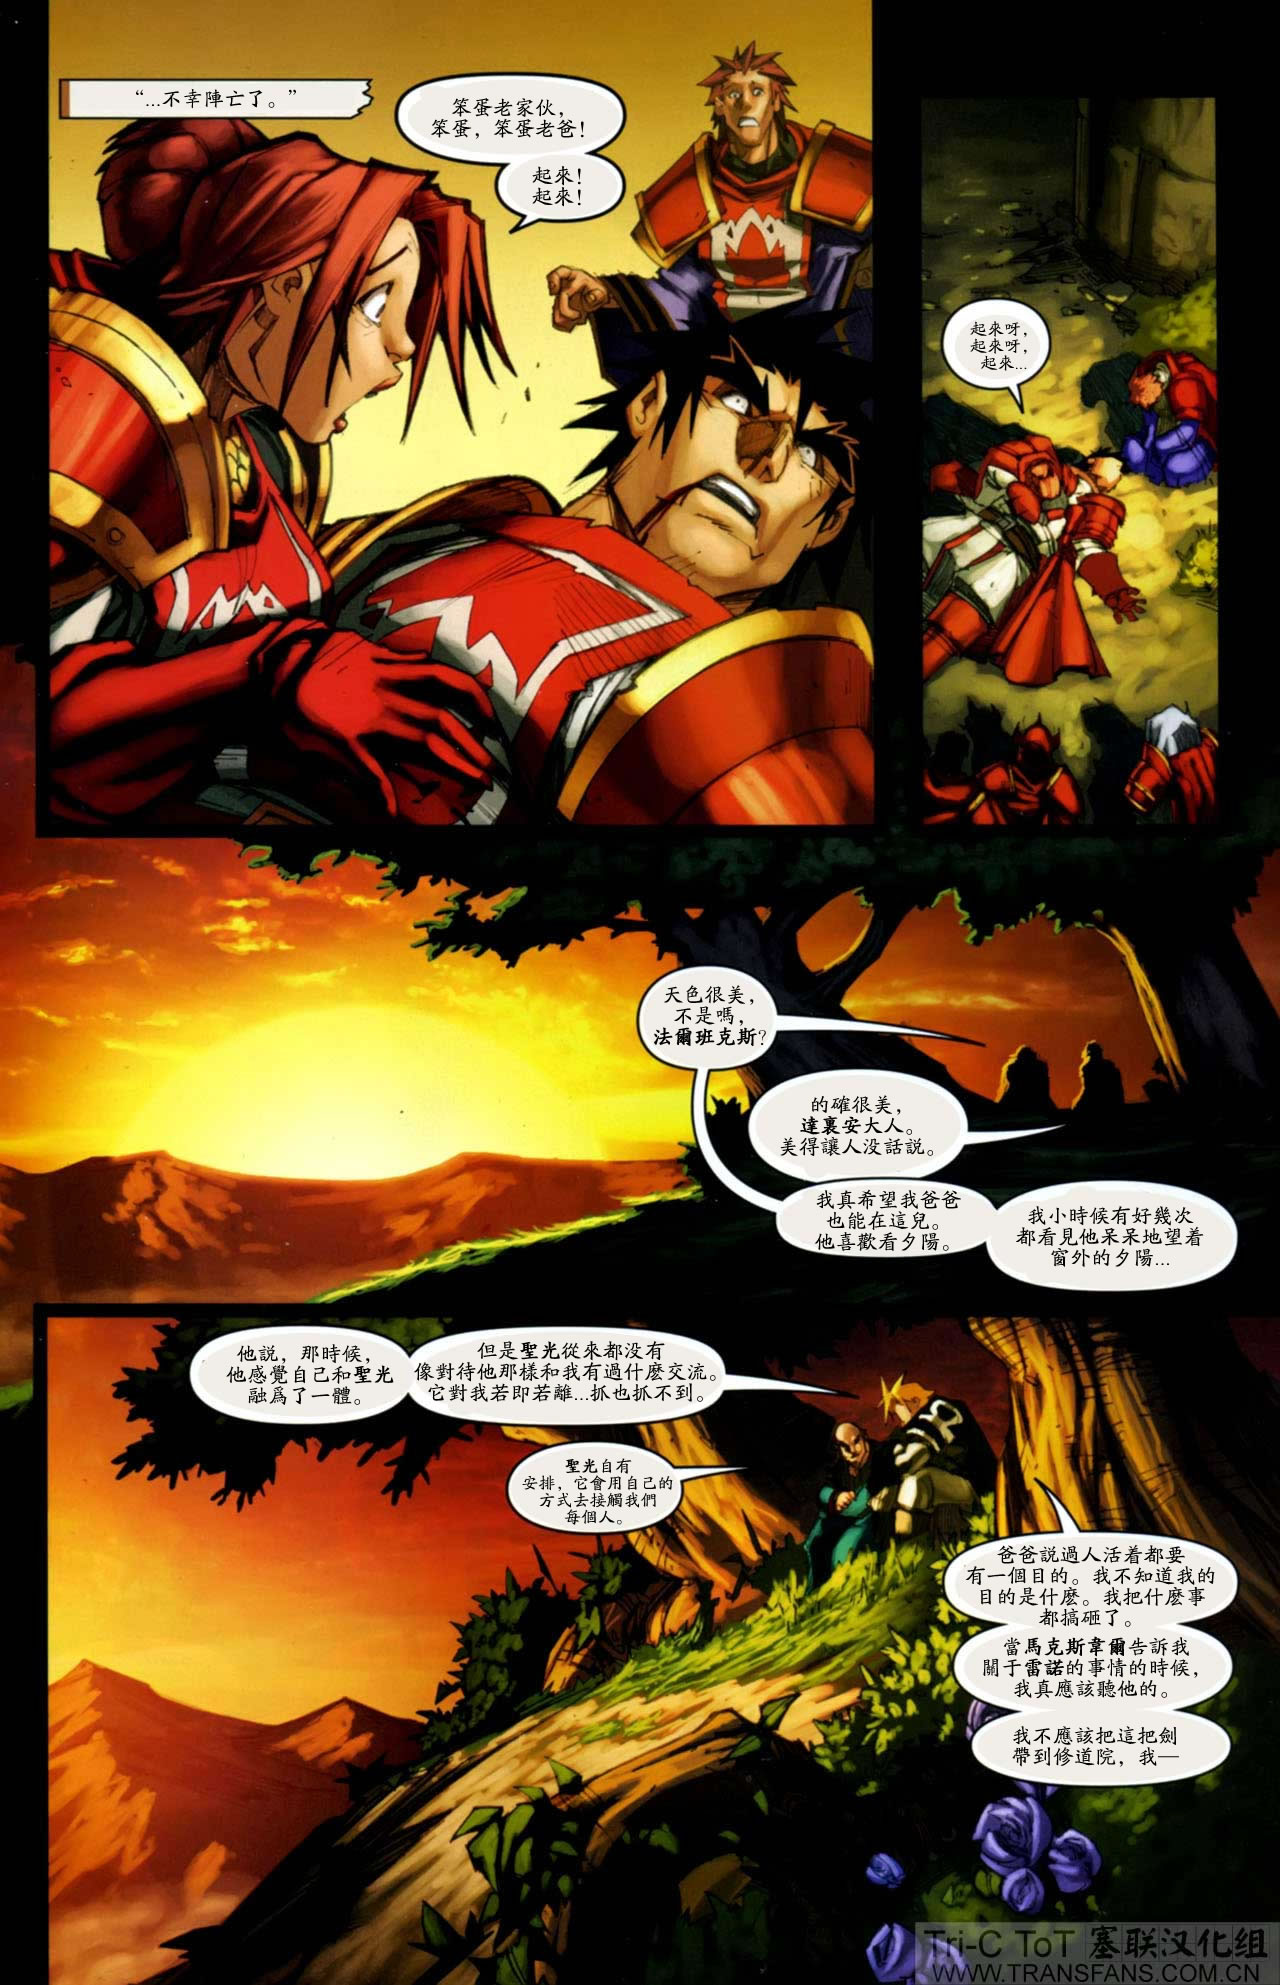 “...不幸陣亡了。”
笨蛋老家伙，
笨蛋，笨蛋老爸！
起來！
起來！
起來呀，
起來呀，
起來...
天色很美，
不是嗎，
法爾班克斯？
的確很美，
達裏安大人。
美得讓人没話説。
我真希望我爸爸
也能在這兒。
他喜歡看夕陽。
我小時候有好幾次
都看見他呆呆地望着
窗外的夕陽...
他説，那時候，
他感覺自己和聖光
融爲了一體。
但是聖光從來都没有
像對待他那樣和我有過什麽交流。
它對我若即若離...抓也抓不到。
聖光自有
安排，它會用自己的
方式去接觸我們
每個人。
爸爸説過人活着都要
有一個目的。我不知道我的
目的是什麽。我把什麽事
都搞砸了。
當馬克斯韋爾告訴我
關于雷諾的事情的時候，
我真應該聽他的。
我不應該把這把劍
帶到修道院，我—
Tri-C ToT 塞联汉化组
WWW.TRANSFANS.COM.CN